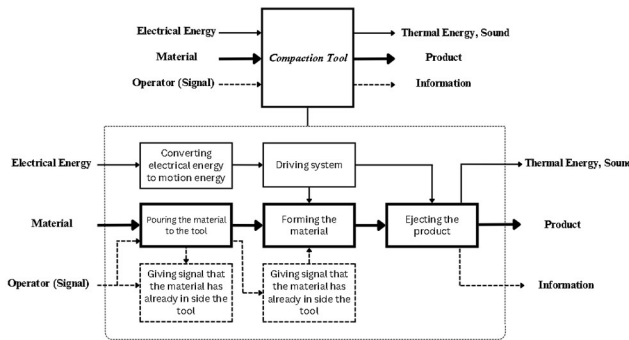 Electrical Energy
Thermal Energy, Sound
Material
Compaction Tool
Product
Operator (Signal)
Information
Electrical Energy
Converting
electrical energy
to motion energy
Driving system
Thermal Energy, Sound
Material
Pouring the material
to the tool
Forming the
material
Ejecting the
product
Product
Operator (Signal)
Giving signal that
the material has
already in side the
tool
Giving signal that
the material has
already in side the
tool
Information